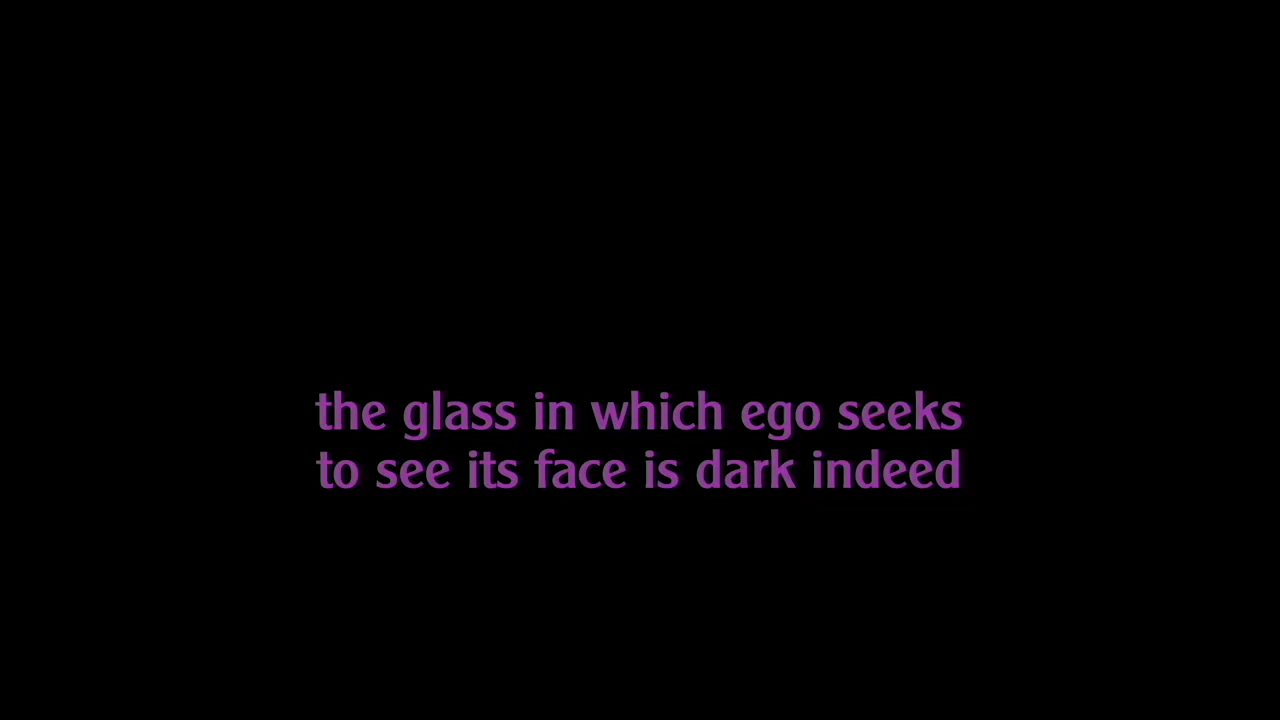 the glass in which ego seeks
to see its face is dark indeed